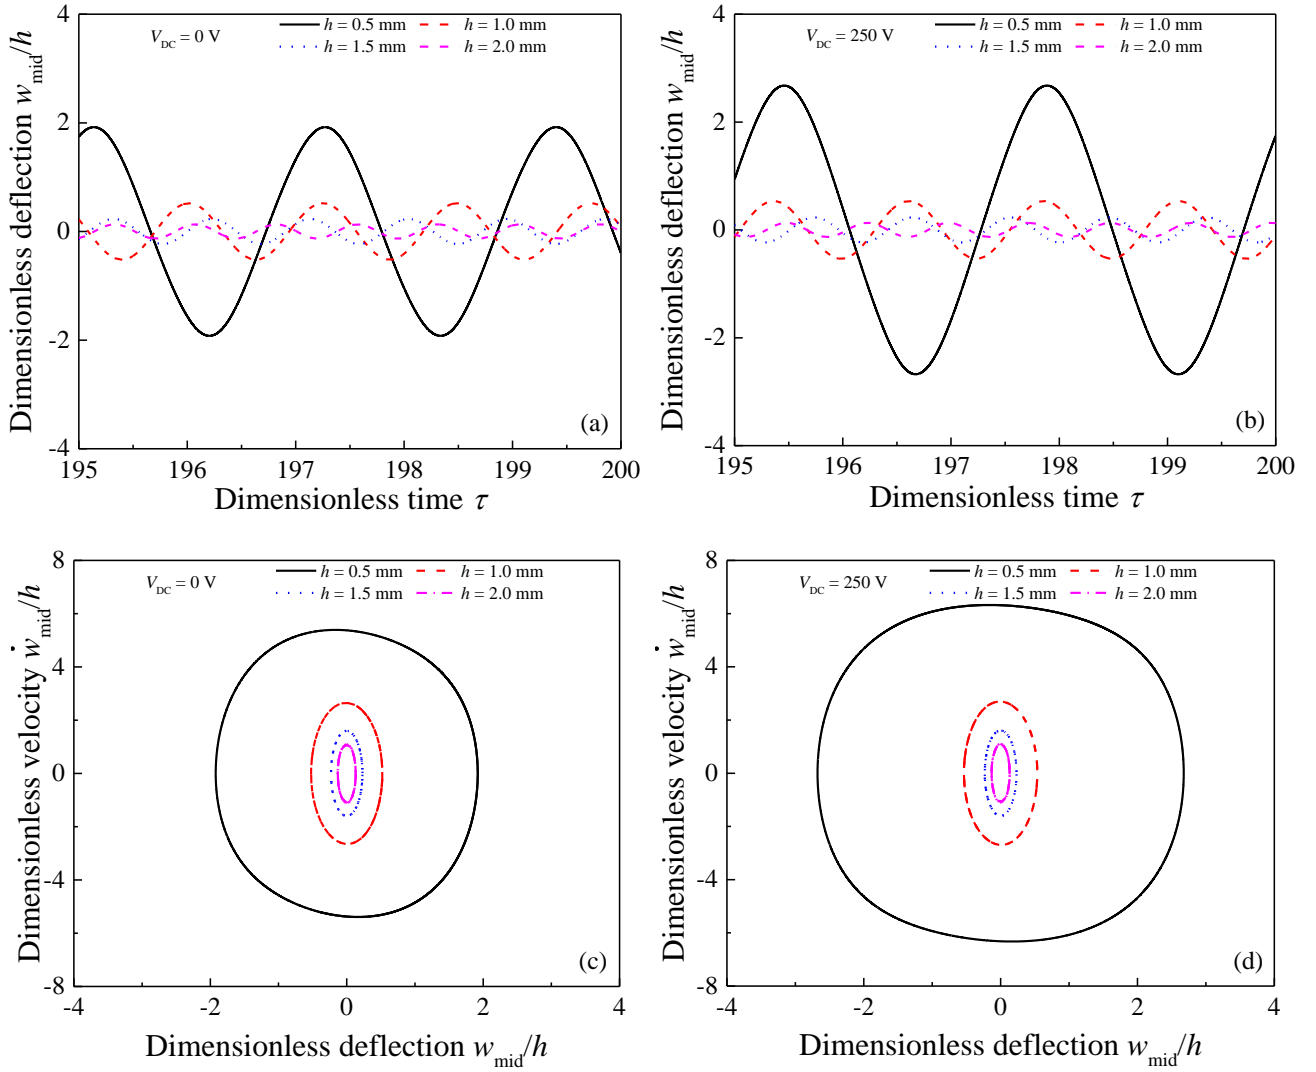 V_DC = 0 V
h = 0.5 mm
h = 1.0 mm
h = 1.5 mm
h = 2.0 mm
4
2
0
-2
-4
195
196
197
198
199
200
Dimensionless deflection w_mid/h
Dimensionless time τ
(a)
V_DC = 250 V
h = 0.5 mm
h = 1.0 mm
h = 1.5 mm
h = 2.0 mm
4
2
0
-2
-4
195
196
197
198
199
200
Dimensionless deflection w_mid/h
Dimensionless time τ
(b)
V_DC = 0 V
h = 0.5 mm
h = 1.0 mm
h = 1.5 mm
h = 2.0 mm
8
4
0
-4
-8
-4
-2
0
2
4
Dimensionless velocity ẇ_mid/h
Dimensionless deflection w_mid/h
(c)
V_DC = 250 V
h = 0.5 mm
h = 1.0 mm
h = 1.5 mm
h = 2.0 mm
8
4
0
-4
-8
-4
-2
0
2
4
Dimensionless velocity ẇ_mid/h
Dimensionless deflection w_mid/h
(d)